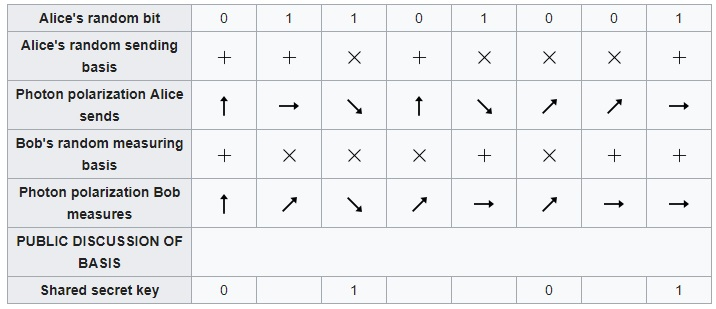 Alice's random bit 0 1 1 0 1 0 0 1
Alice's random sending
basis + + × + × × × +
Photon polarization Alice
sends ↑ → ↘ ↑ ↘ ↗ ↗ →
Bob's random measuring
basis + × × × + × + +
Photon polarization Bob
measures ↑ ↗ ↘ ↗ → ↗ → →
PUBLIC DISCUSSION OF
BASIS
Shared secret key 0 1 0 1